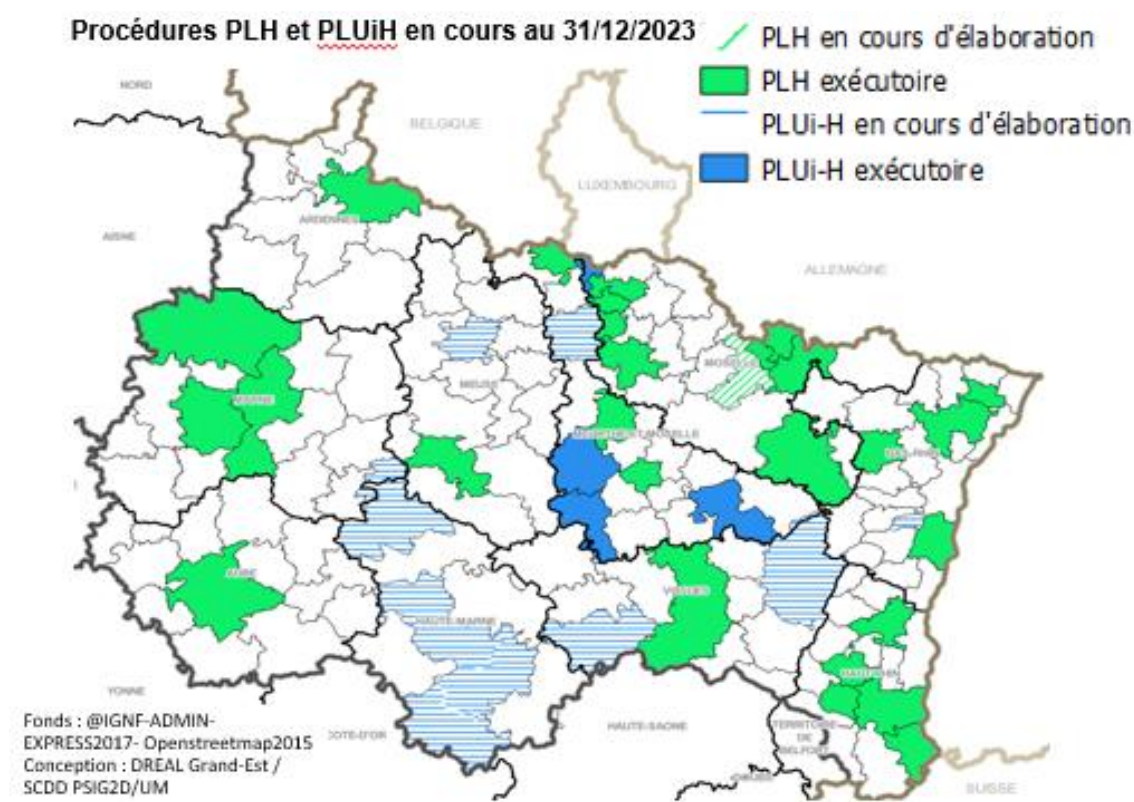 Procédures PLH et PLUiH en cours au 31/12/2023
PLH en cours d'élaboration
PLH exécutoire
PLUi-H en cours d'élaboration
PLUi-H exécutoire
NORD
BELGIQUE
LUXEMBOURG
ALLEMAGNE
AISNE
ARDENNES
MOSELLE
MEUSE
MARNE
MEURTHE-ET-MOSELLE
BAS-RHIN
AUBE
VOSGES
HAUTE-MARNE
HAUT-RHIN
YONNE
COTE-D'OR
HAUTE-SAONE
TERRITOIRE
DE
BELFORT
DOUBS
SUISSE
Fonds : @IGNF-ADMIN-
EXPRESS2017- Openstreetmap2015
Conception : DREAL Grand-Est /
SCDD PSIG2D/UM